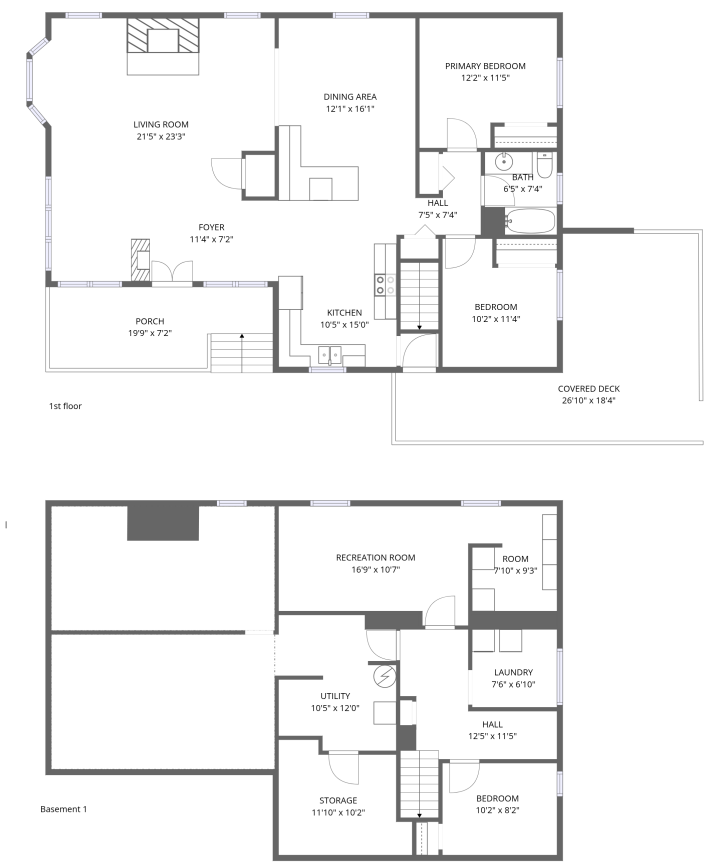 PRIMARY BEDROOM
12'2" x 11'5"
DINING AREA
12'1" x 16'1"
LIVING ROOM
21'5" x 23'3"
BATH
6'5" x 7'4"
HALL
7'5" x 7'4"
FOYER
11'4" x 7'2"
BEDROOM
10'2" x 11'4"
KITCHEN
10'5" x 15'0"
PORCH
19'9" x 7'2"
COVERED DECK
26'10" x 18'4"
1st floor
RECREATION ROOM
16'9" x 10'7"
ROOM
7'10" x 9'3"
LAUNDRY
7'6" x 6'10"
UTILITY
10'5" x 12'0"
HALL
12'5" x 11'5"
STORAGE
11'10" x 10'2"
BEDROOM
10'2" x 8'2"
Basement 1